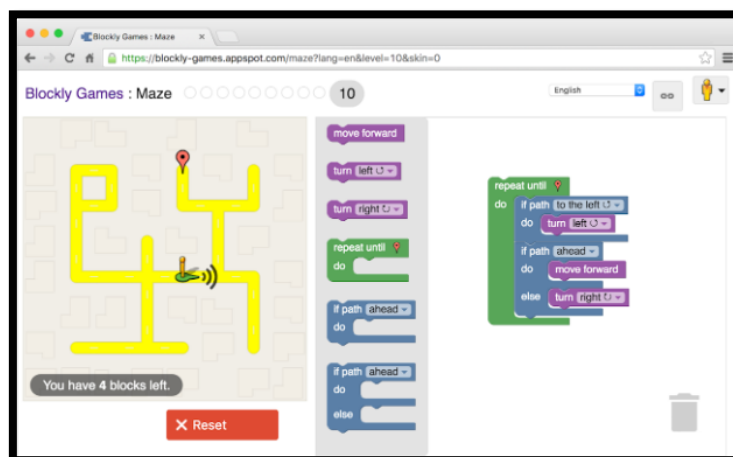 Blockly Games : Maze
https://blockly-games.appspot.com/maze?lang=en&level=10&skin=0
Blockly Games : Maze 10 English
move forward
turn left ↺
turn right ↻
repeat until
do
if path ahead
do
if path ahead
do
else
repeat until
do if path to the left ↺
do turn left ↺
if path ahead
do move forward
else turn right ↻
You have 4 blocks left.
Reset